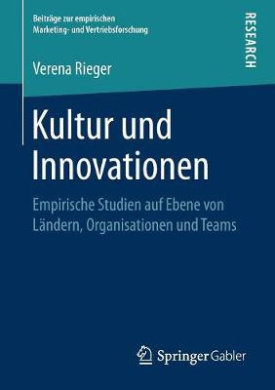 Beiträge zur empirischen
Marketing- und Vertriebsforschung
RESEARCH
Verena Rieger
Kultur und
Innovationen
Empirische Studien auf Ebene von
Ländern, Organisationen und Teams
Springer Gabler